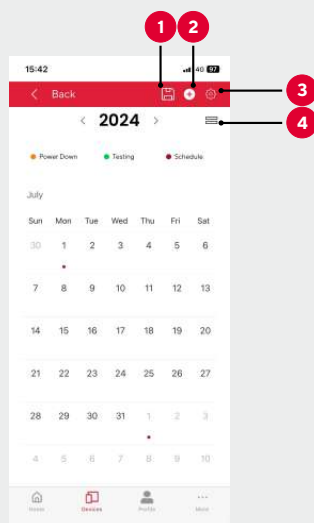 1 2
15:42 4G 97
3
Back
4
2024
Power Down Testing Schedule
July
Sun Mon Tue Wed Thu Fri Sat
30 1 2 3 4 5 6
7 8 9 10 11 12 13
14 15 16 17 18 19 20
21 22 23 24 25 26 27
28 29 30 31 1 2 3
4 5 6 7 8 9 10
Home Devices Profile More